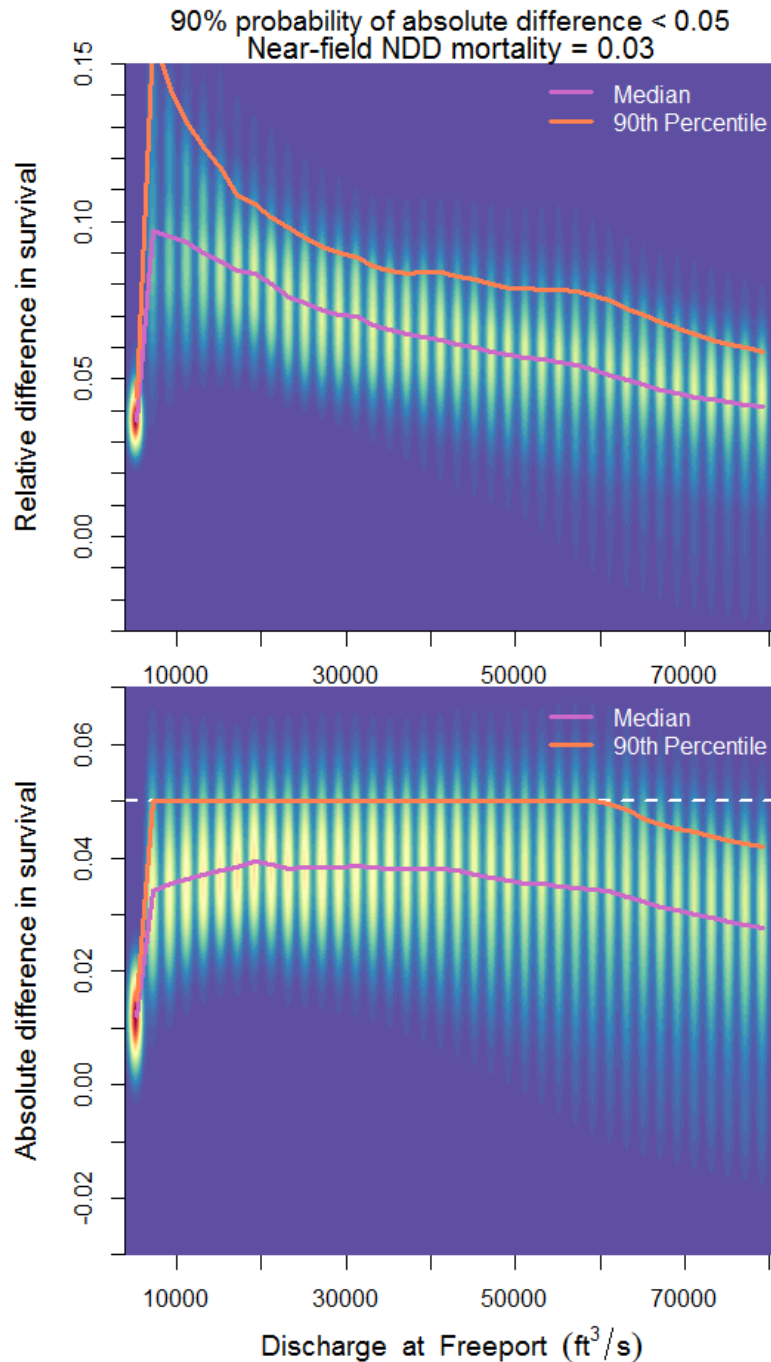 90% probability of absolute difference < 0.05
Near-field NDD mortality = 0.03
Relative difference in survival
0.15
0.10
0.05
0.00
Median
90th Percentile
10000 30000 50000 70000
Absolute difference in survival
0.06
0.04
0.02
0.00
-0.02
Median
90th Percentile
10000 30000 50000 70000
Discharge at Freeport (ft³/s)